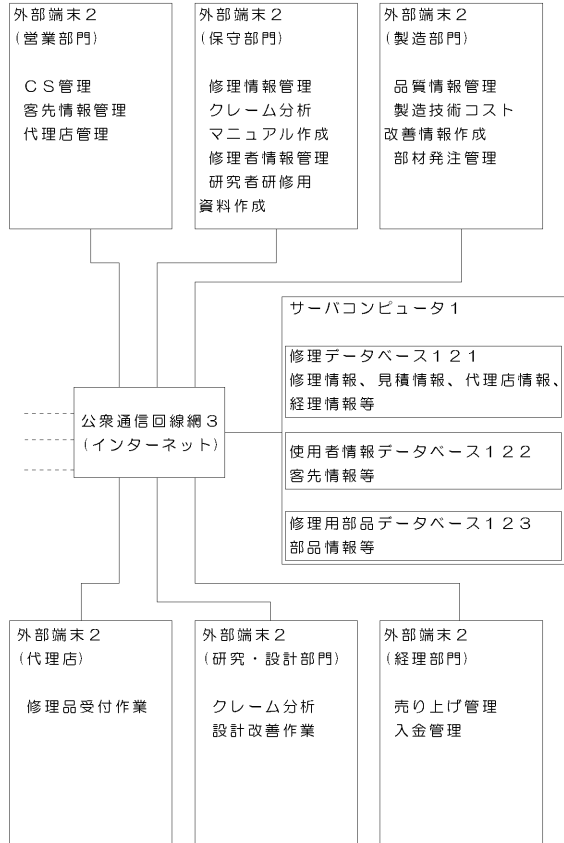 外部端末２
(営業部門)
ＣＳ管理
客先情報管理
代理店管理
外部端末２
(保守部門)
修理情報管理
クレーム分析
マニュアル作成
修理者情報管理
研究者研修用
資料作成
外部端末２
(製造部門)
品質情報管理
製造技術コスト
改善情報作成
部材発注管理
サーバコンピュータ１
修理データベース１２１
修理情報、見積情報、代理店情報、
経理情報等
公衆通信回線網３
(インターネット)
使用者情報データベース１２２
客先情報等
修理用部品データベース１２３
部品情報等
外部端末２
(代理店)
修理品受付作業
外部端末２
(研究・設計部門)
クレーム分析
設計改善作業
外部端末２
(経理部門)
売り上げ管理
入金管理